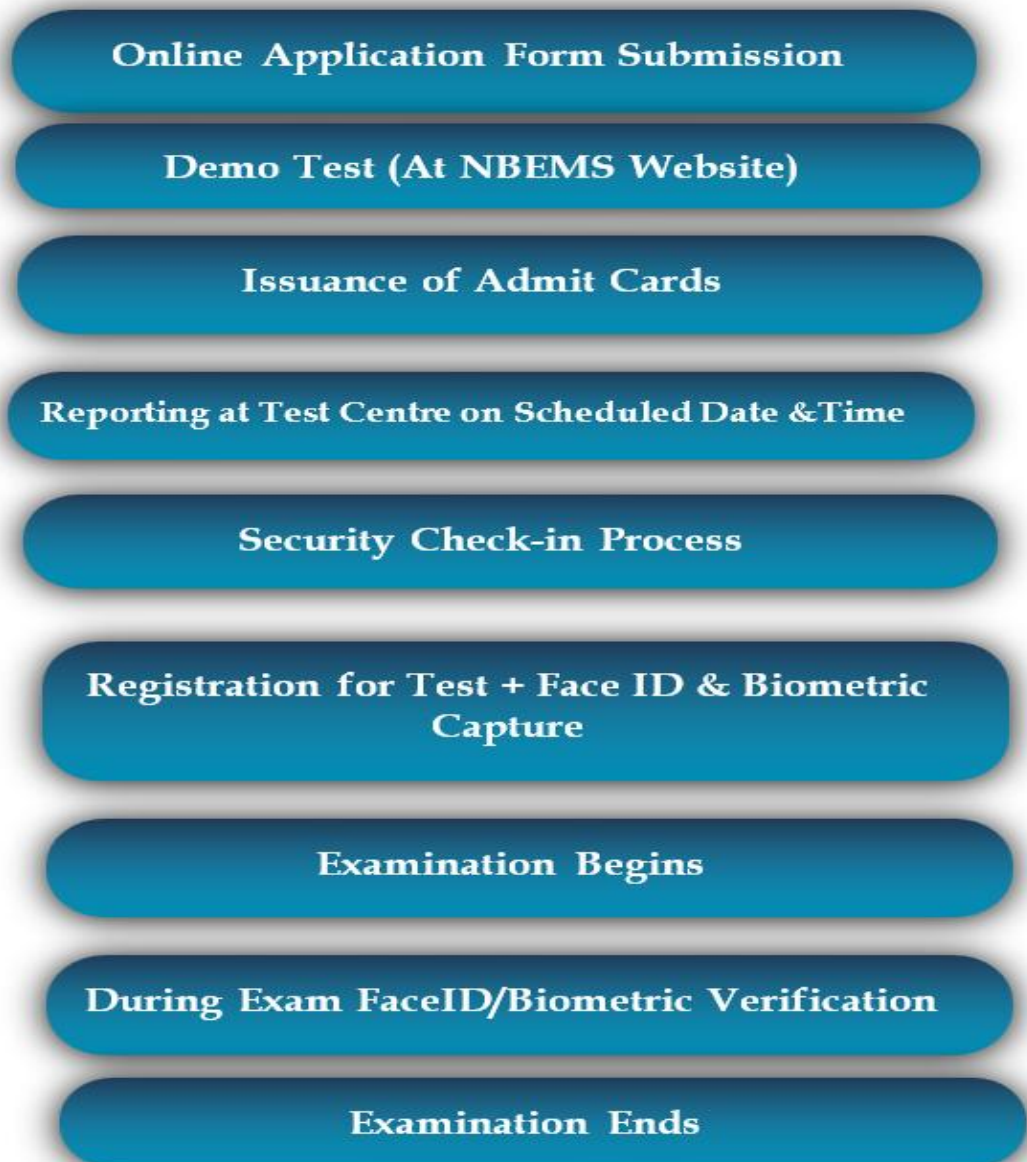 Online Application Form Submission
Demo Test (At NBEMS Website)
Issuance of Admit Cards
Reporting at Test Centre on Scheduled Date &Time
Security Check-in Process
Registration for Test + Face ID & Biometric
Capture
Examination Begins
During Exam FaceID/Biometric Verification
Examination Ends